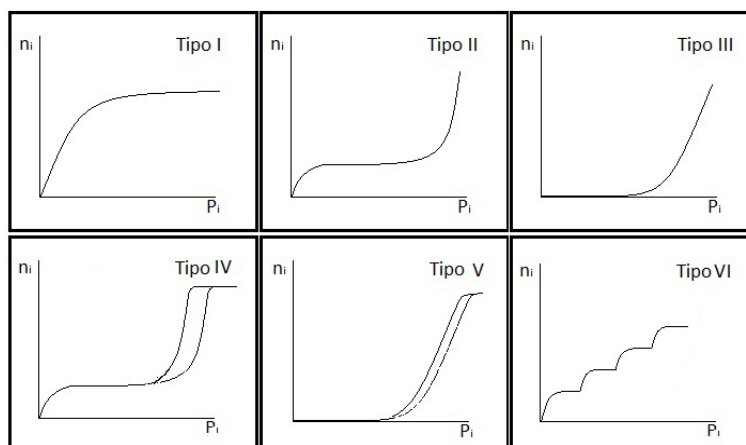 nᵢ Tipo I
Pᵢ
nᵢ Tipo II
Pᵢ
nᵢ Tipo III
Pᵢ
nᵢ Tipo IV
Pᵢ
nᵢ Tipo V
Pᵢ
nᵢ Tipo VI
Pᵢ